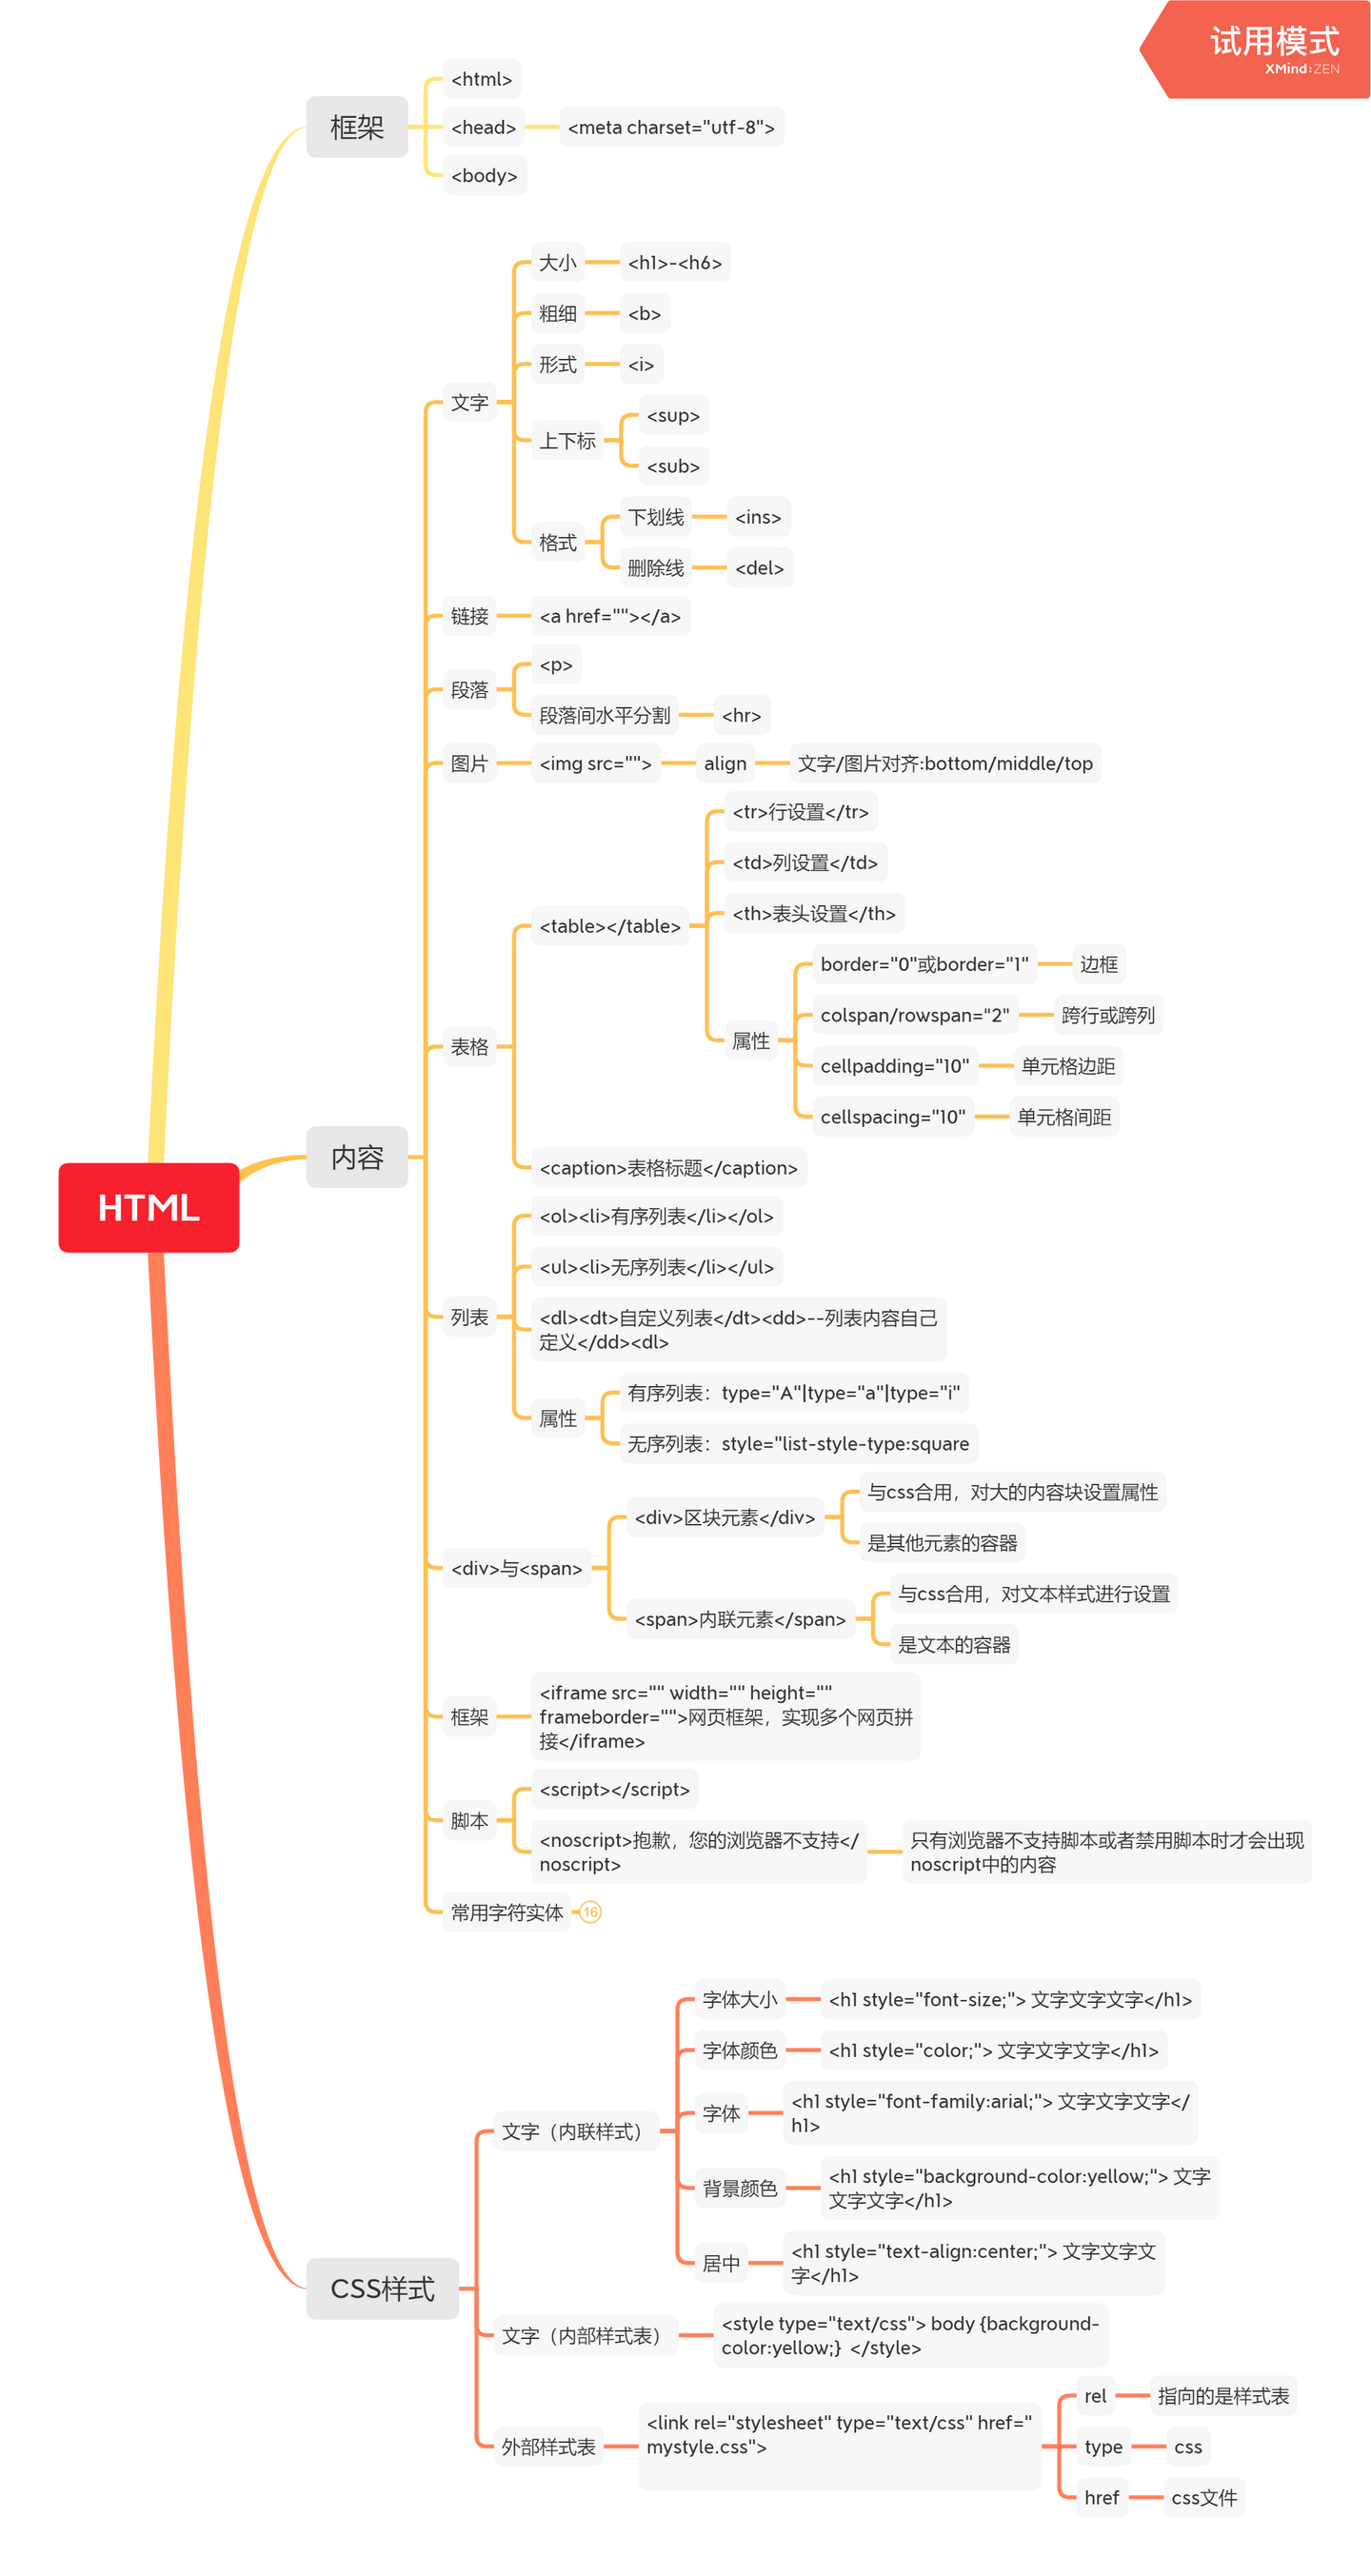 试用模式
XMind:ZEN
HTML
框架
<html>
<head>
<meta charset="utf-8">
<body>
内容
文字
大小
<h1>-<h6>
粗细
<b>
形式
<i>
上下标
<sup>
<sub>
格式
下划线
<ins>
删除线
<del>
链接
<a href=""></a>
段落
<p>
段落间水平分割
<hr>
图片
<img src="">
align
文字/图片对齐:bottom/middle/top
表格
<table></table>
<tr>行设置</tr>
<td>列设置</td>
<th>表头设置</th>
属性
border="0"或border="1"
边框
colspan/rowspan="2"
跨行或跨列
cellpadding="10"
单元格边距
cellspacing="10"
单元格间距
<caption>表格标题</caption>
列表
<ol><li>有序列表</li></ol>
<ul><li>无序列表</li></ul>
<dl><dt>自定义列表</dt><dd>--列表内容自己
定义</dd><dl>
属性
有序列表：type="A"|type="a"|type="i"
无序列表：style="list-style-type:square
<div>与<span>
<div>区块元素</div>
与css合用，对大的内容块设置属性
是其他元素的容器
<span>内联元素</span>
与css合用，对文本样式进行设置
是文本的容器
框架
<iframe src="" width="" height=""
frameborder="">网页框架，实现多个网页拼
接</iframe>
脚本
<script></script>
<noscript>抱歉，您的浏览器不支持</
noscript>
只有浏览器不支持脚本或者禁用脚本时才会出现
noscript中的内容
常用字符实体
16
CSS样式
文字（内联样式）
字体大小
<h1 style="font-size;"> 文字文字文字</h1>
字体颜色
<h1 style="color;"> 文字文字文字</h1>
字体
<h1 style="font-family:arial;"> 文字文字文字</
h1>
背景颜色
<h1 style="background-color:yellow;"> 文字
文字文字</h1>
居中
<h1 style="text-align:center;"> 文字文字文
字</h1>
文字（内部样式表）
<style type="text/css"> body {background-
color:yellow;} </style>
外部样式表
<link rel="stylesheet" type="text/css" href="
mystyle.css">
rel
指向的是样式表
type
css
href
css文件